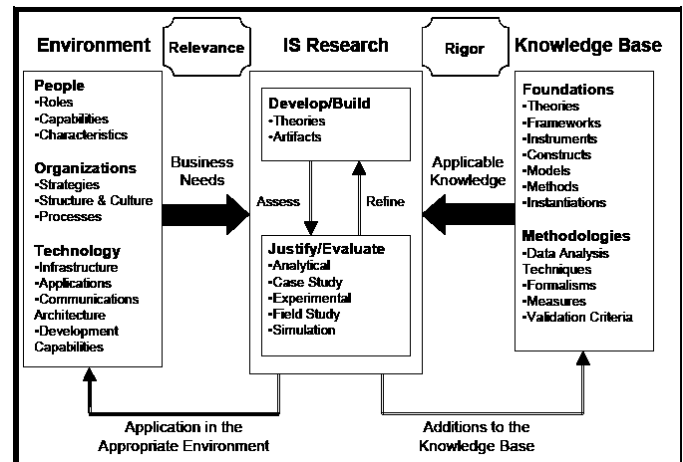 Environment
Relevance
IS Research
Rigor
Knowledge Base
People
▪Roles
▪Capabilities
▪Characteristics
Organizations
▪Strategies
▪Structure & Culture
▪Processes
Technology
▪Infrastructure
▪Applications
▪Communications
Architecture
▪Development
Capabilities
Business
Needs
Develop/Build
▪Theories
▪Artifacts
Assess
Refine
Justify/Evaluate
▪Analytical
▪Case Study
▪Experimental
▪Field Study
▪Simulation
Applicable
Knowledge
Foundations
▪Theories
▪Frameworks
▪Instruments
▪Constructs
▪Models
▪Methods
▪Instantiations
Methodologies
▪Data Analysis
Techniques
▪Formalisms
▪Measures
▪Validation Criteria
Application in the
Appropriate Environment
Additions to the
Knowledge Base